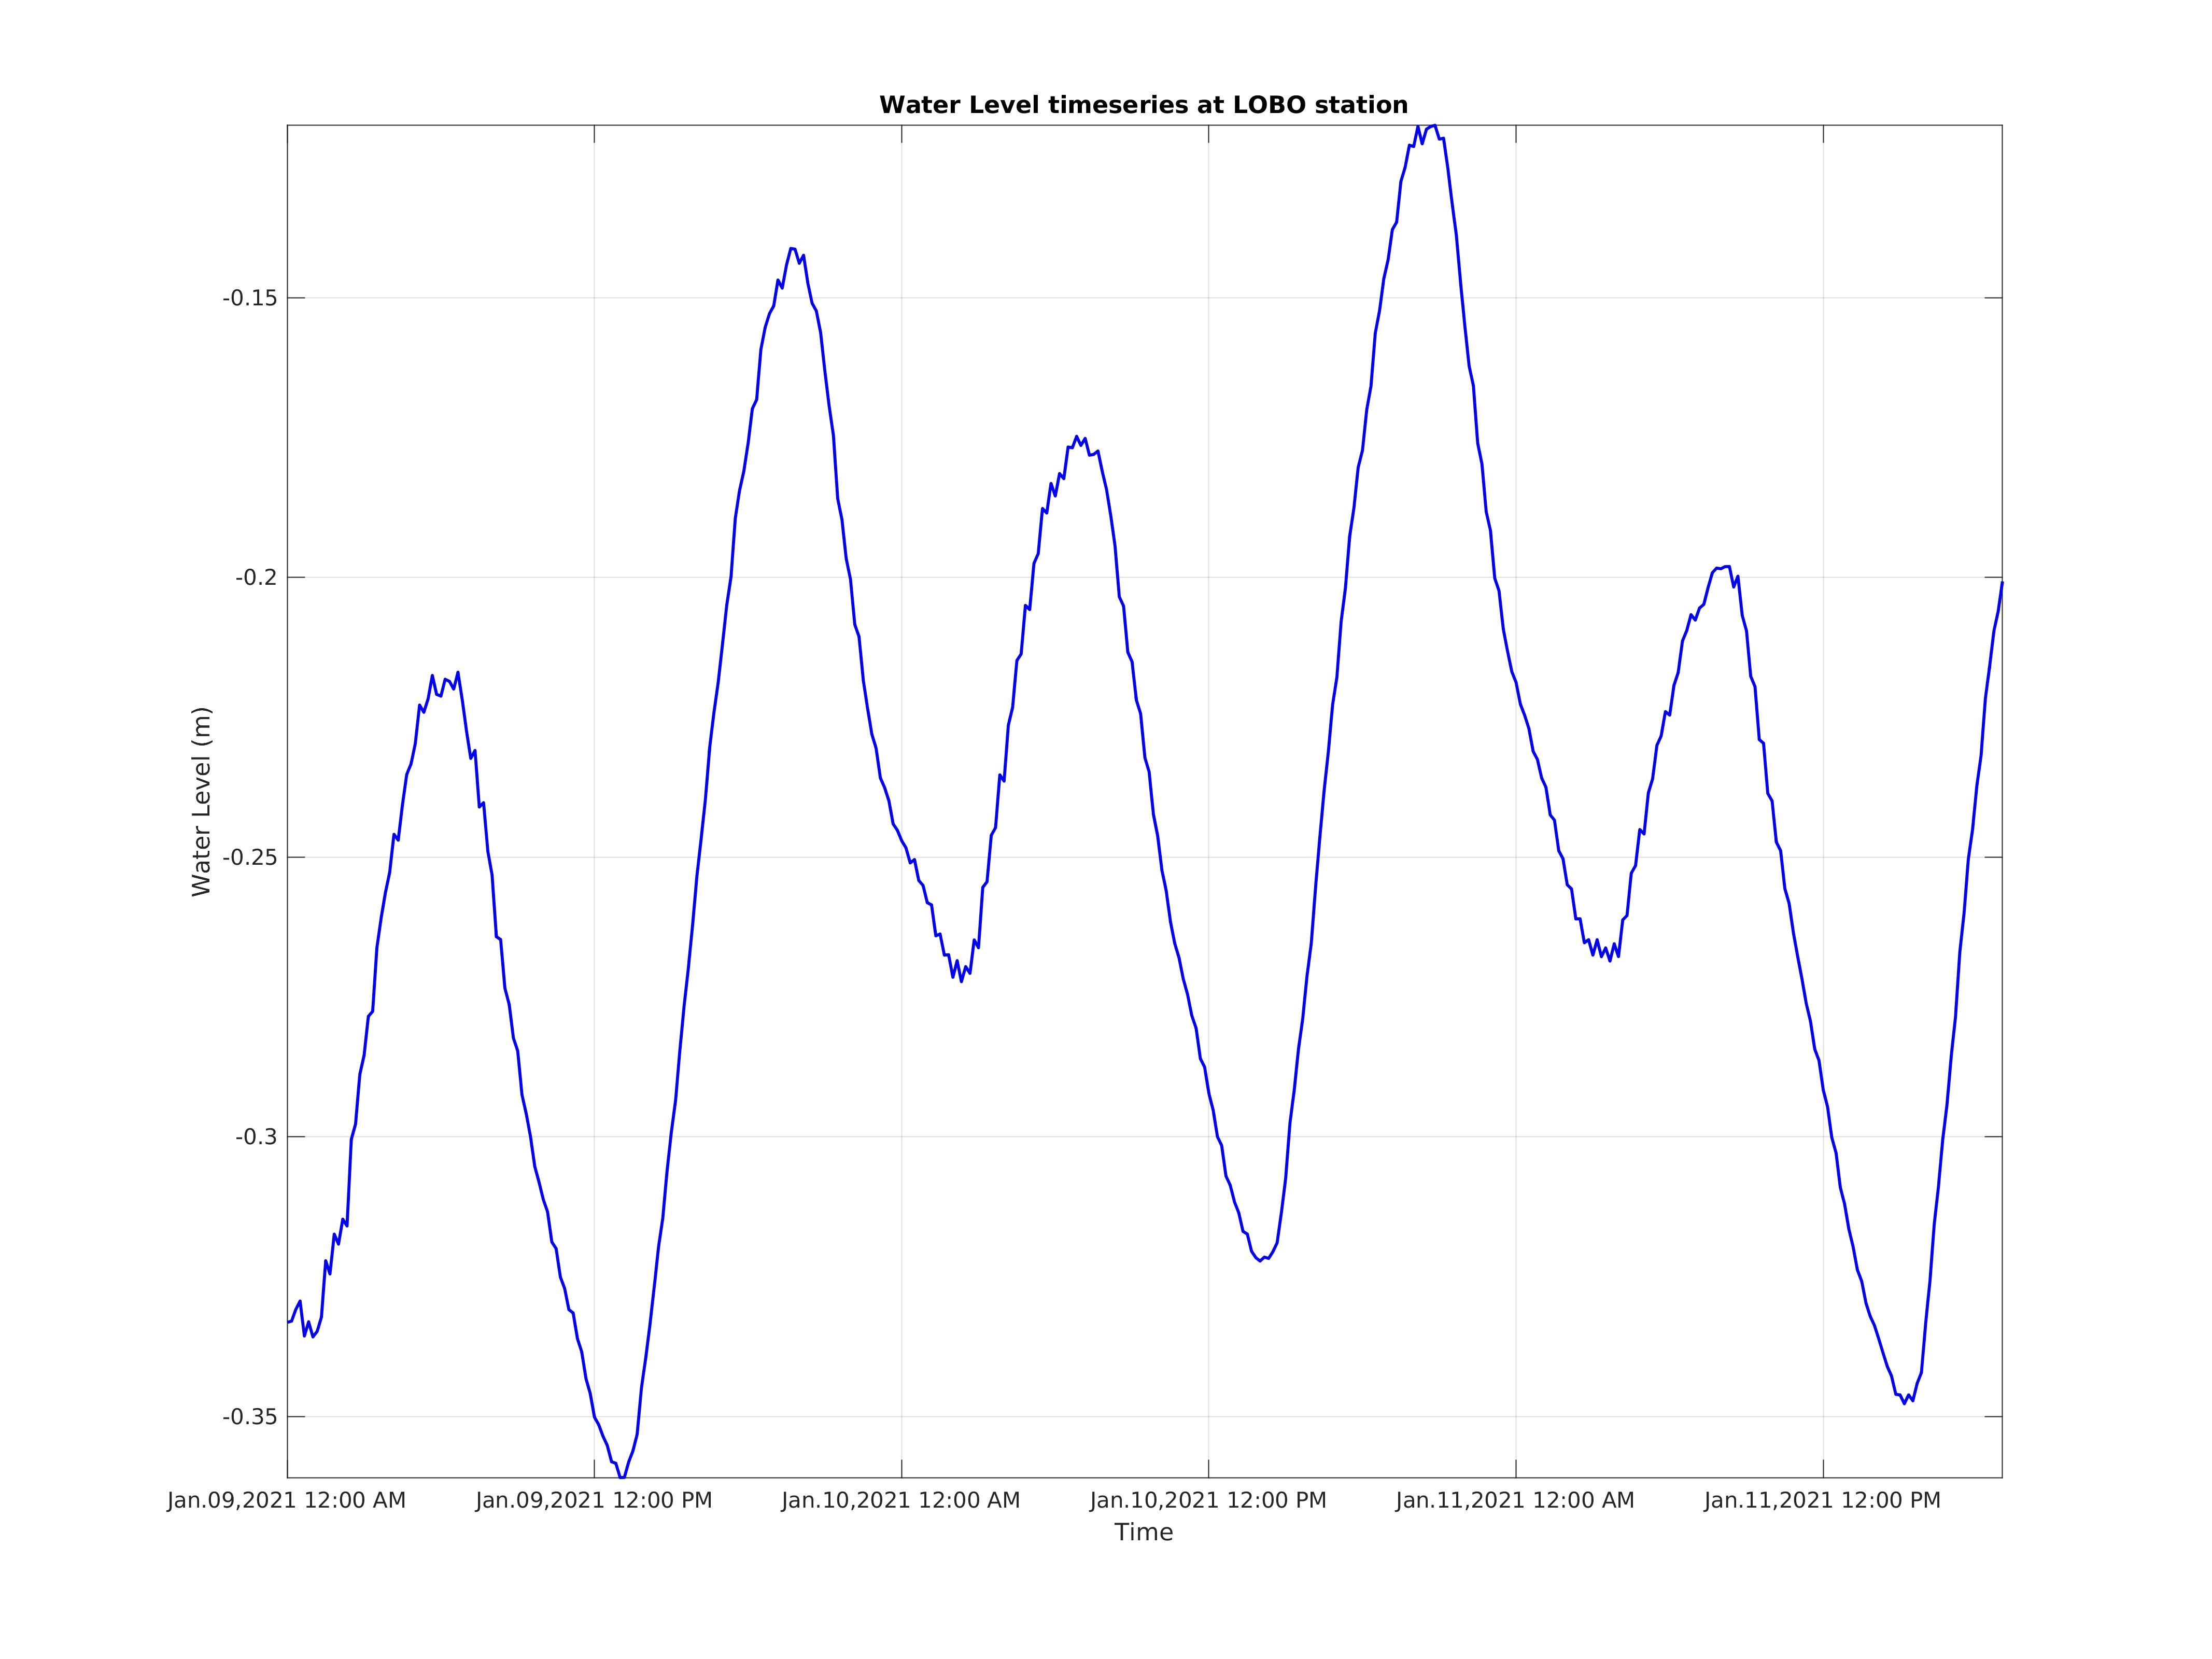 Water Level timeseries at LOBO station
-0.15
-0.2
-0.25
-0.3
-0.35
Water Level (m)
Jan.09,2021 12:00 AM
Jan.09,2021 12:00 PM
Jan.10,2021 12:00 AM
Jan.10,2021 12:00 PM
Jan.11,2021 12:00 AM
Jan.11,2021 12:00 PM
Time